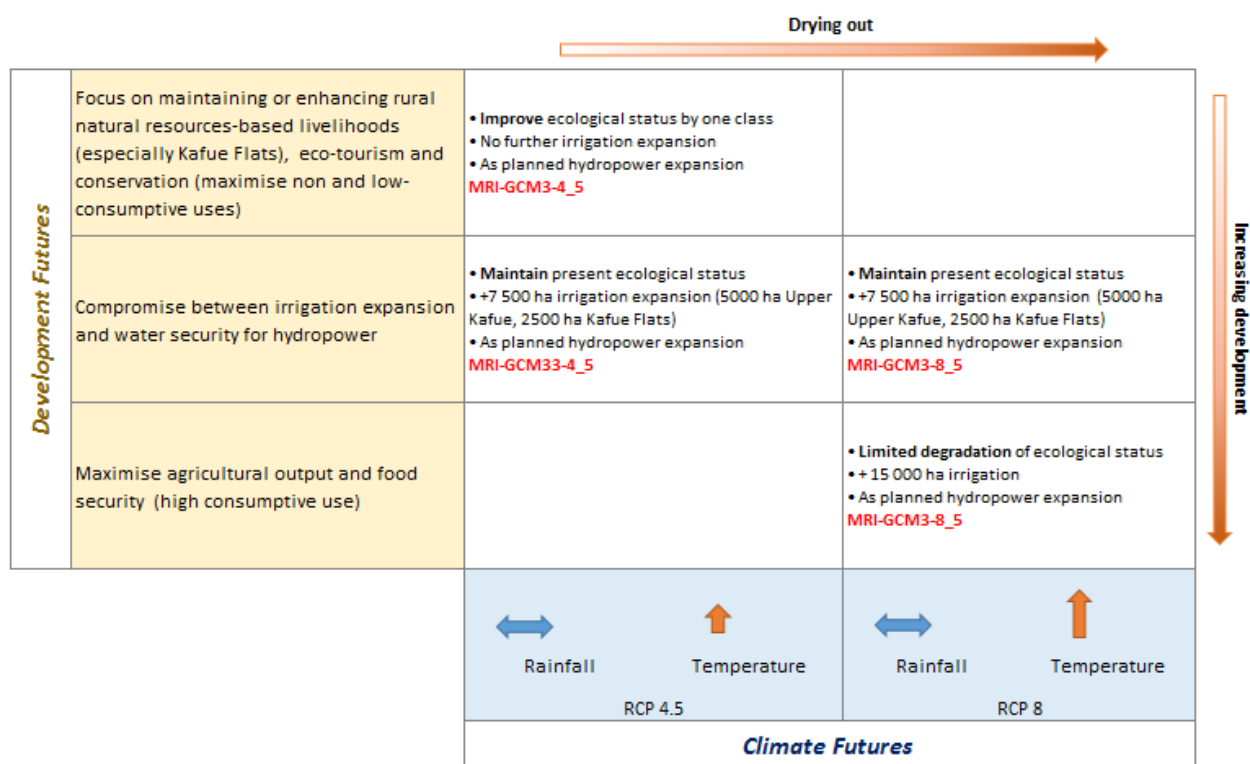 Drying out
Focus on maintaining or enhancing rural
natural resources-based livelihoods
(especially Kafue Flats), eco-tourism and
conservation (maximise non and low-
consumptive uses)
• Improve ecological status by one class
• No further irrigation expansion
• As planned hydropower expansion
MRI-GCM3-4_5
Development Futures
Compromise between irrigation expansion
and water security for hydropower
• Maintain present ecological status
• +7 500 ha irrigation expansion (5000 ha Upper
Kafue, 2500 ha Kafue Flats)
• As planned hydropower expansion
MRI-GCM33-4_5
• Maintain present ecological status
• +7 500 ha irrigation expansion (5000 ha
Upper Kafue, 2500 ha Kafue Flats)
• As planned hydropower expansion
MRI-GCM3-8_5
Increasing development
Maximise agricultural output and food
security (high consumptive use)
• Limited degradation of ecological status
• + 15 000 ha irrigation
• As planned hydropower expansion
MRI-GCM3-8_5
Rainfall Temperature
RCP 4.5
Rainfall Temperature
RCP 8
Climate Futures